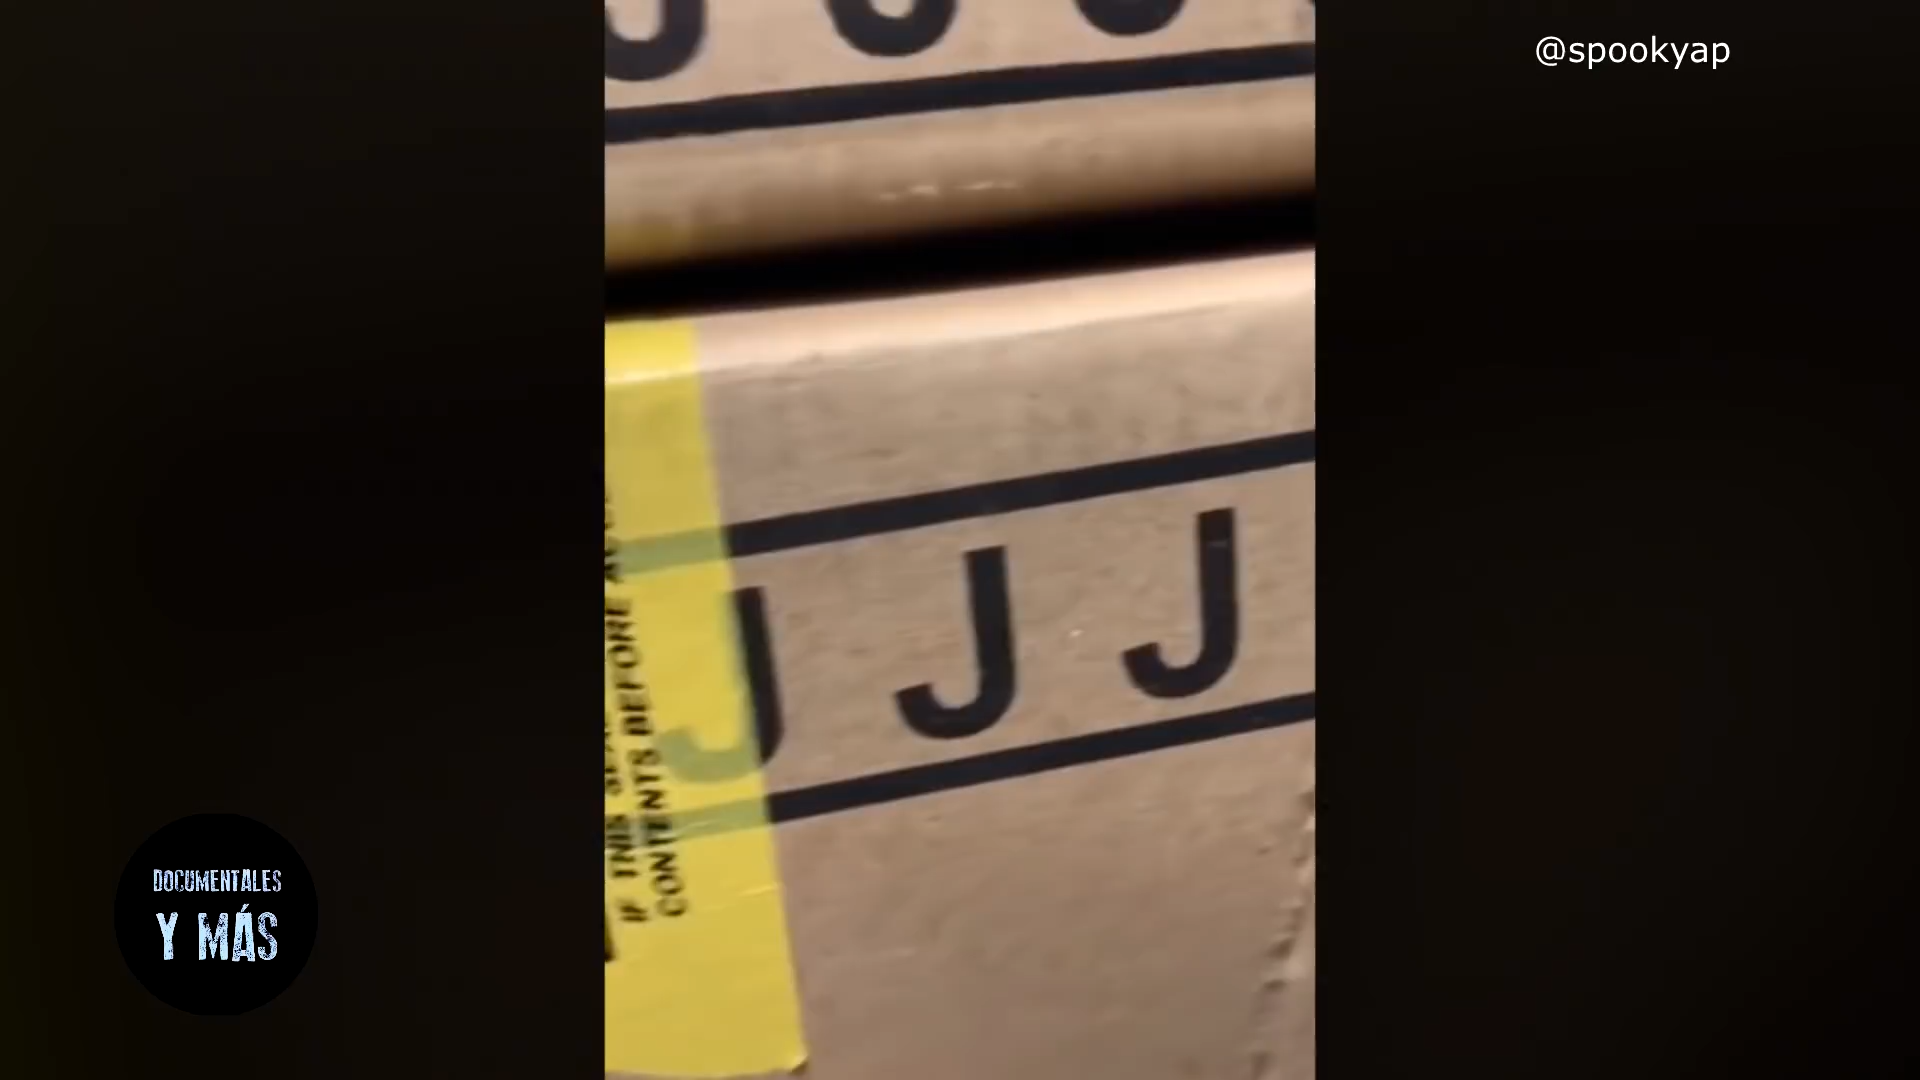 @spookyap
J J J
J J J
IF THIS SEAL
CONTENTS BEFORE
DOCUMENTALES
Y MÁS